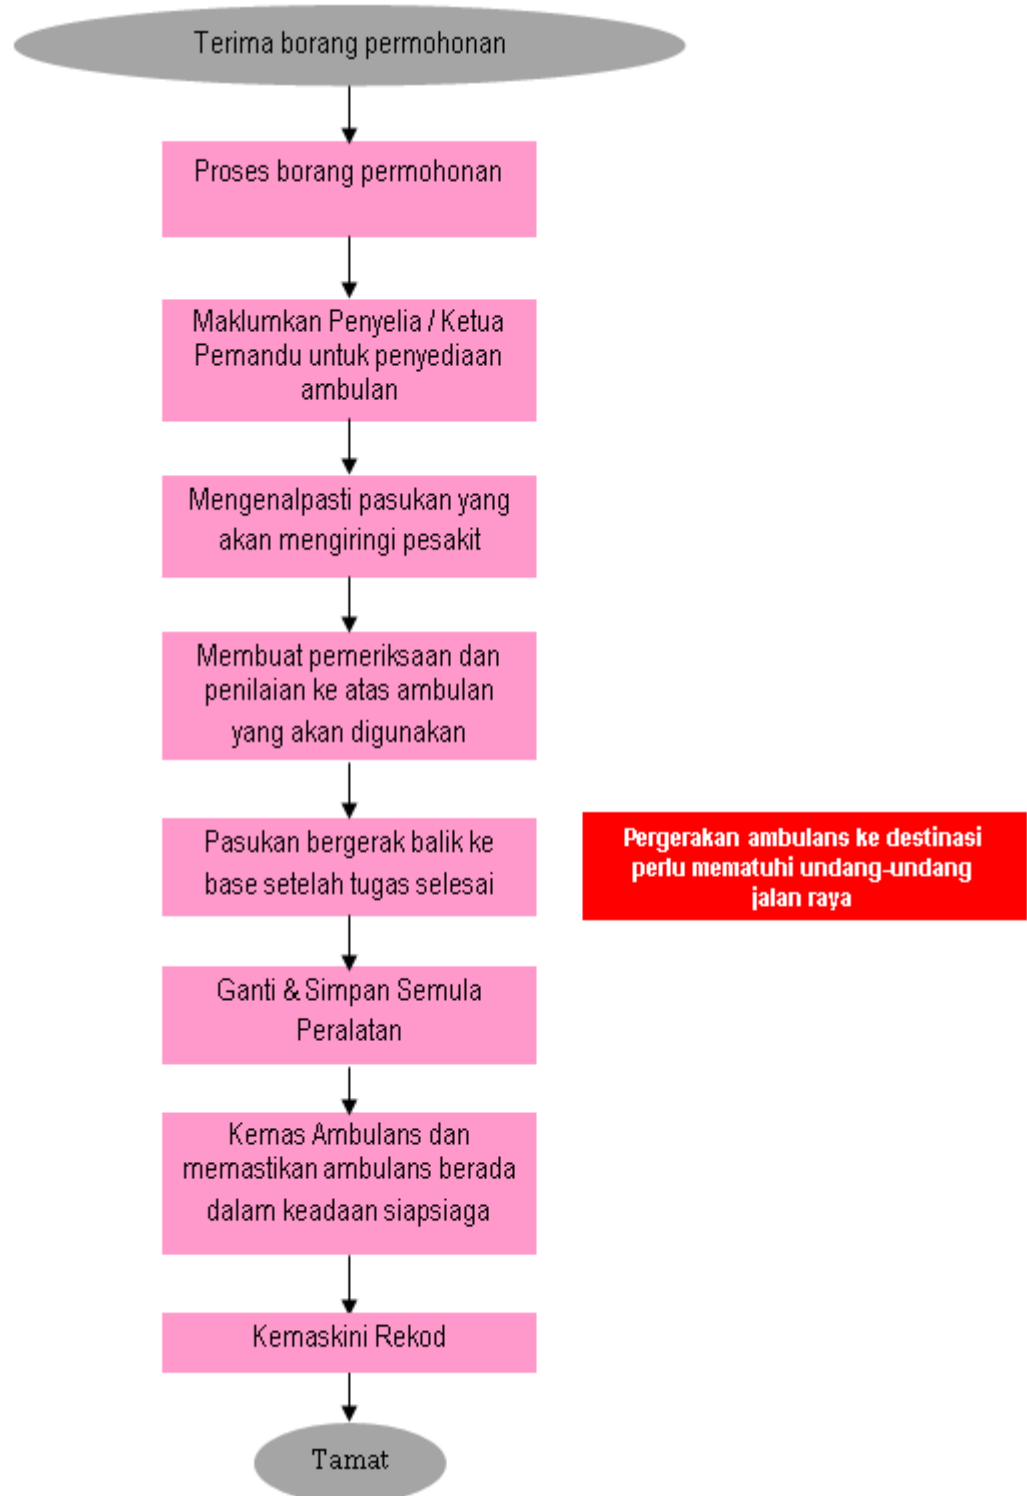 Terima borang permohonan
Proses borang permohonan
Maklumkan Penyelia / Ketua
Pemandu untuk penyediaan
ambulan
Mengenalpasti pasukan yang
akan mengiringi pesakit
Membuat pemeriksaan dan
penilaian ke atas ambulan
yang akan digunakan
Pasukan bergerak balik ke
base setelah tugas selesai
Pergerakan ambulans ke destinasi
perlu mematuhi undang-undang
jalan raya
Ganti & Simpan Semula
Peralatan
Kemas Ambulans dan
memastikan ambulans berada
dalam keadaan siapsiaga
Kemaskini Rekod
Tamat